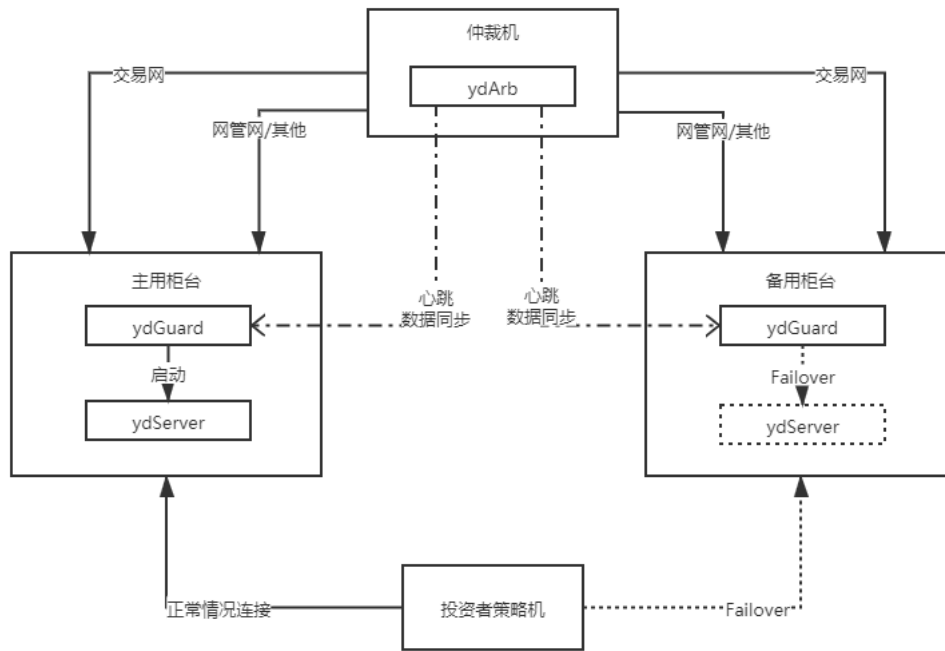 仲裁机
ydArb
交易网
交易网
网管网/其他
网管网/其他
主用柜台
备用柜台
心跳
数据同步
心跳
数据同步
ydGuard
ydGuard
启动
Failover
ydServer
ydServer
正常情况连接
投资者策略机
Failover